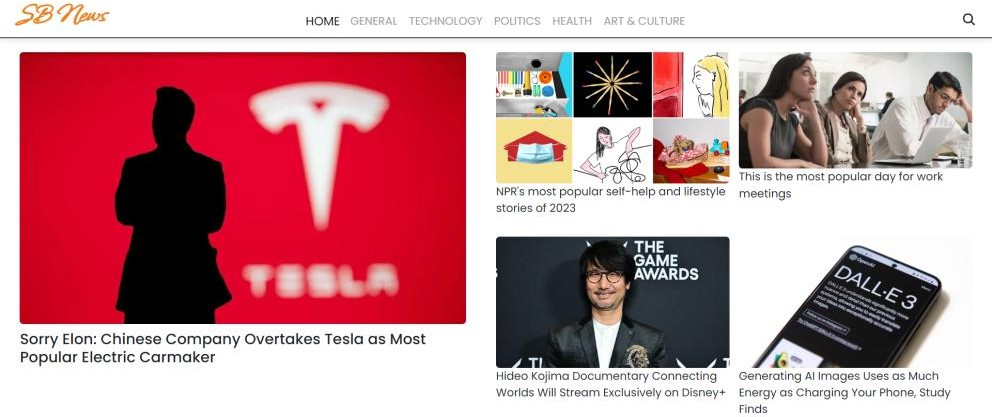 SB News
HOME GENERAL TECHNOLOGY POLITICS HEALTH ART & CULTURE
TESLA
Sorry Elon: Chinese Company Overtakes Tesla as Most
Popular Electric Carmaker
NPR's most popular self-help and lifestyle
stories of 2023
This is the most popular day for work
meetings
THE
GAME
AWARDS
Hideo Kojima Documentary Connecting
Worlds Will Stream Exclusively on Disney+
OpenAI
DALL·E 3
Generating AI Images Uses as Much
Energy as Charging Your Phone, Study
Finds